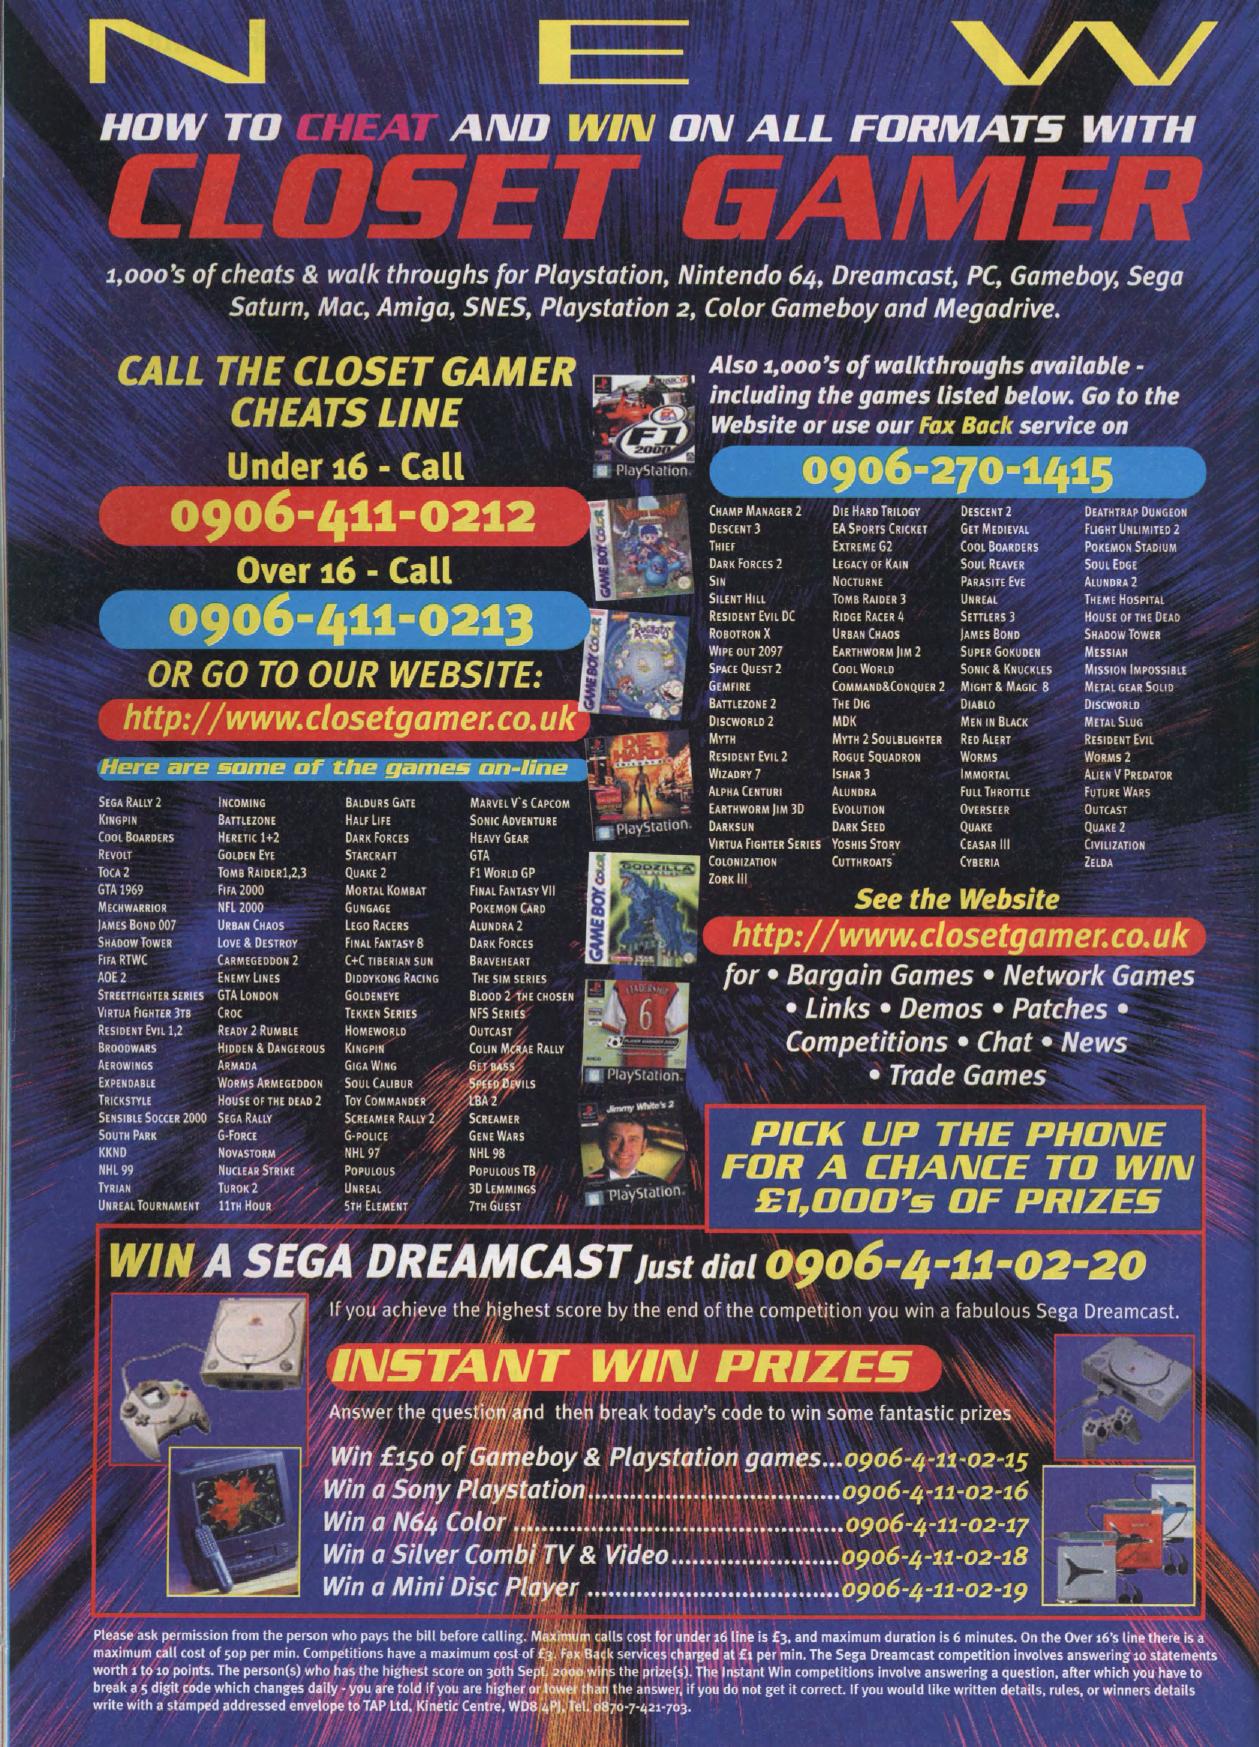 NEW
HOW TO CHEAT AND WIN ON ALL FORMATS WITH
CLOSET GAMER
1,000's of cheats & walk throughs for Playstation, Nintendo 64, Dreamcast, PC, Gameboy, Sega
Saturn, Mac, Amiga, SNES, Playstation 2, Color Gameboy and Megadrive.
CALL THE CLOSET GAMER
CHEATS LINE
Under 16 - Call
0906-411-0212
Over 16 - Call
0906-411-0213
OR GO TO OUR WEBSITE:
http://www.closetgamer.co.uk
Here are some of the games on-line
SEGA RALLY 2 INCOMING BALDURS GATE MARVEL V`S CAPCOM
KINGPIN BATTLEZONE HALF LIFE SONIC ADVENTURE
COOL BOARDERS HERETIC 1+2 DARK FORCES HEAVY GEAR
REVOLT GOLDEN EYE STARCRAFT GTA
TOCA 2 TOMB RAIDER1,2,3 QUAKE 2 F1 WORLD GP
GTA 1969 FIFA 2000 MORTAL KOMBAT FINAL FANTASY VII
MECHWARRIOR NFL 2000 GUNGAGE POKEMON CARD
JAMES BOND 007 URBAN CHAOS LEGO RACERS ALUNDRA 2
SHADOW TOWER LOVE & DESTROY FINAL FANTASY 8 DARK FORCES
FIFA RTWC CARMEGEDDON 2 C+C TIBERIAN SUN BRAVEHEART
AOE 2 ENEMY LINES DIDDYKONG RACING THE SIM SERIES
STREETFIGHTER SERIES GTA LONDON GOLDENEYE BLOOD 2 THE CHOSEN
VIRTUA FIGHTER 3TB CROC TEKKEN SERIES NFS SERIES
RESIDENT EVIL 1,2 READY 2 RUMBLE HOMEWORLD OUTCAST
BROODWARS HIDDEN & DANGEROUS KINGPIN COLIN MCRAE RALLY
AEROWINGS ARMADA GIGA WING GET BASS
EXPENDABLE WORMS ARMEGEDDON SOUL CALIBUR SPEED DEVILS
TRICKSTYLE HOUSE OF THE DEAD 2 TOY COMMANDER LBA 2
SENSIBLE SOCCER 2000 SEGA RALLY SCREAMER RALLY 2 SCREAMER
SOUTH PARK G-FORCE G-POLICE GENE WARS
KKND NOVASTORM NHL 97 NHL 98
NHL 99 NUCLEAR STRIKE POPULOUS POPULOUS TB
TYRIAN TUROK 2 UNREAL 3D LEMMINGS
UNREAL TOURNAMENT 11TH HOUR 5TH ELEMENT 7TH GUEST
EA SPORTS
F1
2000
PlayStation
GAME BOY COLOR
GAME BOY COLOR
DIE HARD
PlayStation
GODZILLA
GAME BOY COLOR
6
PlayStation
Jimmy White's 2
PlayStation
Also 1,000's of walkthroughs available -
including the games listed below. Go to the
Website or use our Fax Back service on
0906-270-1415
CHAMP MANAGER 2 DIE HARD TRILOGY DESCENT 2 DEATHTRAP DUNGEON
DESCENT 3 EA SPORTS CRICKET GET MEDIEVAL FLIGHT UNLIMITED 2
THIEF EXTREME G2 COOL BOARDERS POKEMON STADIUM
DARK FORCES 2 LEGACY OF KAIN SOUL REAVER SOUL EDGE
SIN NOCTURNE PARASITE EVE ALUNDRA 2
SILENT HILL TOMB RAIDER 3 UNREAL THEME HOSPITAL
RESIDENT EVIL DC RIDGE RACER 4 SETTLERS 3 HOUSE OF THE DEAD
ROBOTRON X URBAN CHAOS JAMES BOND SHADOW TOWER
WIPE OUT 2097 EARTHWORM JIM 2 SUPER GOKUDEN MESSIAH
SPACE QUEST 2 COOL WORLD SONIC & KNUCKLES MISSION IMPOSSIBLE
GEMFIRE COMMAND&CONQUER 2 MIGHT & MAGIC 8 METAL GEAR SOLID
BATTLEZONE 2 THE DIG DIABLO DISCWORLD
DISCWORLD 2 MDK MEN IN BLACK METAL SLUG
MYTH MYTH 2 SOULBLIGHTER RED ALERT RESIDENT EVIL
RESIDENT EVIL 2 ROGUE SQUADRON WORMS WORMS 2
WIZADRY 7 ISHAR 3 IMMORTAL ALIEN V PREDATOR
ALPHA CENTURI ALUNDRA FULL THROTTLE FUTURE WARS
EARTHWORM JIM 3D EVOLUTION OVERSEER OUTCAST
DARKSUN DARK SEED QUAKE QUAKE 2
VIRTUA FIGHTER SERIES YOSHIS STORY CEASAR III CIVILIZATION
COLONIZATION CUTTHROATS CYBERIA ZELDA
ZORK III
See the Website
http://www.closetgamer.co.uk
for • Bargain Games • Network Games
• Links • Demos • Patches •
Competitions • Chat • News
• Trade Games
PICK UP THE PHONE
FOR A CHANCE TO WIN
£1,000's OF PRIZES
WIN A SEGA DREAMCAST Just dial 0906-4-11-02-20
If you achieve the highest score by the end of the competition you win a fabulous Sega Dreamcast.
INSTANT WIN PRIZES
Answer the question and then break today's code to win some fantastic prizes
Win £150 of Gameboy & Playstation games...0906-4-11-02-15
Win a Sony Playstation..................................0906-4-11-02-16
Win a N64 Color ............................................0906-4-11-02-17
Win a Silver Combi TV & Video......................0906-4-11-02-18
Win a Mini Disc Player .................................0906-4-11-02-19
Please ask permission from the person who pays the bill before calling. Maximum calls cost for under 16 line is £3, and maximum duration is 6 minutes. On the Over 16's line there is a
maximum call cost of 50p per min. Competitions have a maximum cost of £3. Fax Back services charged at £1 per min. The Sega Dreamcast competition involves answering 10 statements
worth 1 to 10 points. The person(s) who has the highest score on 30th Sept. 2000 wins the prize(s). The Instant Win competitions involve answering a question, after which you have to
break a 5 digit code which changes daily - you are told if you are higher or lower than the answer, if you do not get it correct. If you would like written details, rules, or winners details
write with a stamped addressed envelope to TAP Ltd, Kinetic Centre, WD8 4PJ, Tel. 0870-7-421-703.